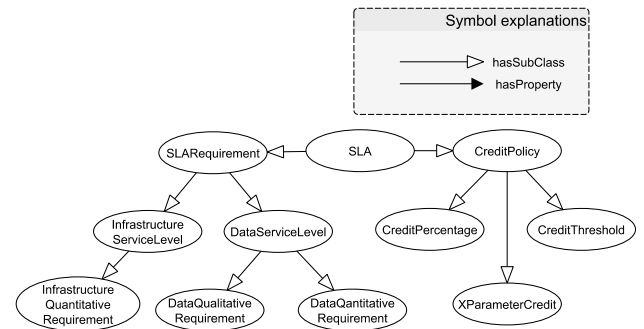 Symbol explanations
hasSubClass
hasProperty
SLARequirement
SLA
CreditPolicy
Infrastructure
ServiceLevel
DataServiceLevel
CreditPercentage
CreditThreshold
Infrastructure
Quantitative
Requirement
DataQualitative
Requirement
DataQantitative
Requirement
XParameterCredit